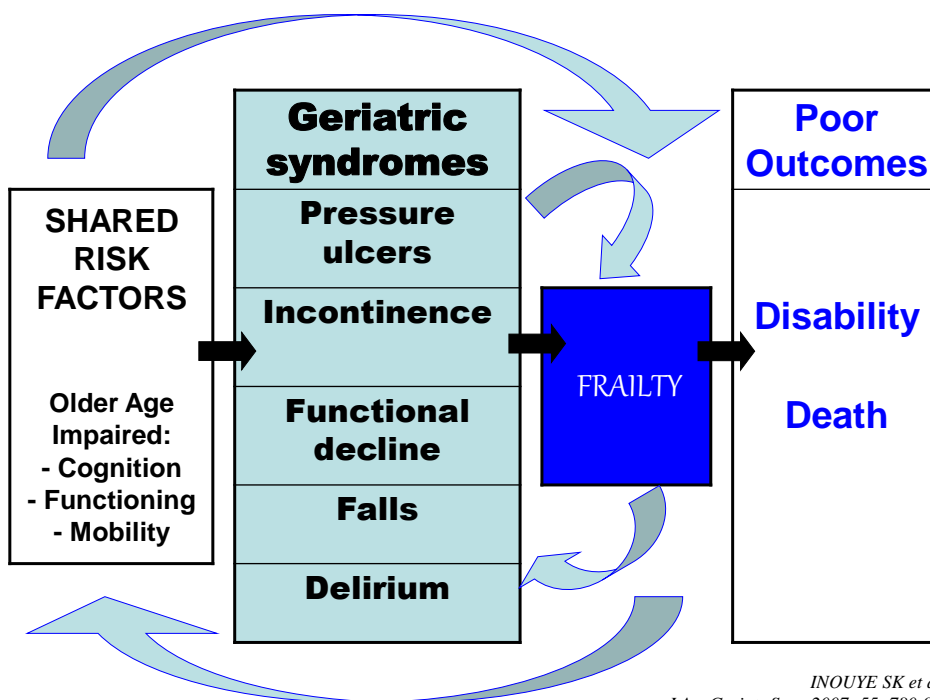 SHARED
RISK
FACTORS
Older Age
Impaired:
- Cognition
- Functioning
- Mobility
Geriatric
syndromes
Pressure
ulcers
Incontinence
Functional
decline
Falls
Delirium
FRAILTY
Poor
Outcomes
Disability
Death
INOUYE SK et a